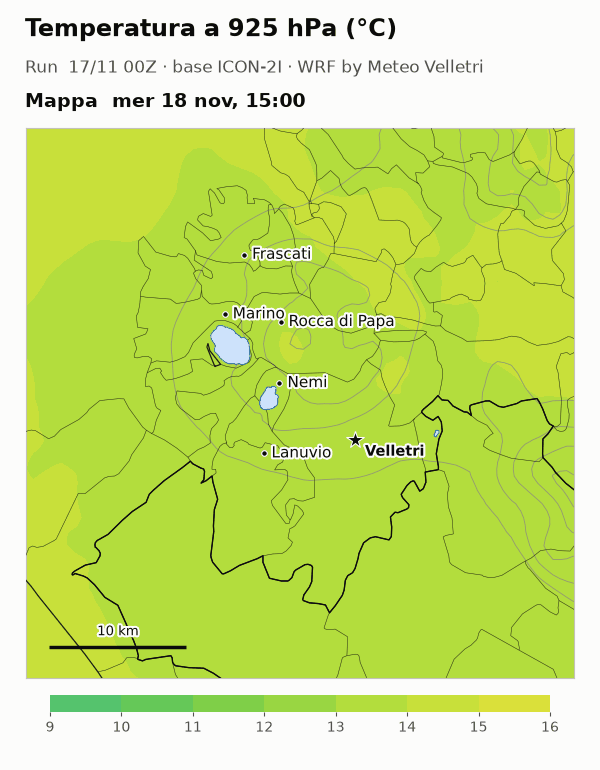 Temperatura a 925 hPa (°C)
Run  17/11 00Z · base ICON-2I · WRF by Meteo Velletri
Mappa  mer 18 nov, 15:00
Frascati
Marino
Rocca di Papa
Nemi
Velletri
Lanuvio
10 km
9 10 11 12 13 14 15 16